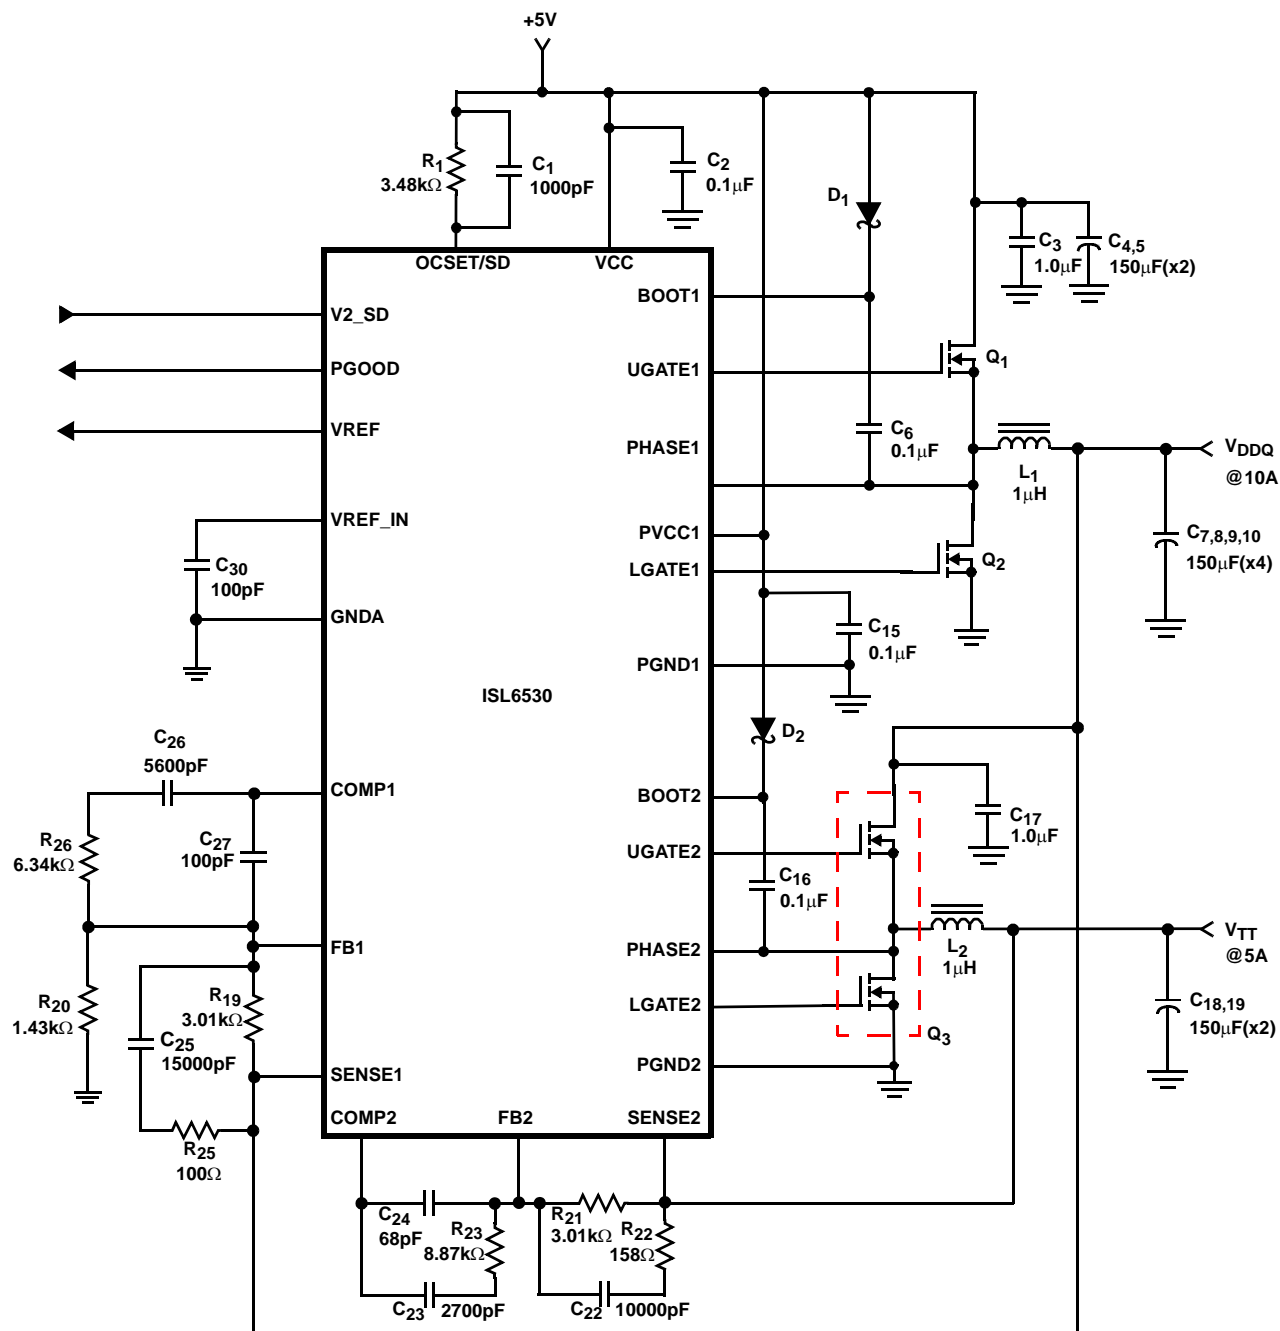 +5V
R1
3.48kΩ
C1
1000pF
C2
0.1µF
D1
C3
1.0µF
C4,5
150µF(x2)
OCSET/SD
VCC
BOOT1
V2_SD
PGOOD
UGATE1
Q1
VREF
C6
0.1µF
PHASE1
L1
1µH
VDDQ
@10A
VREF_IN
PVCC1
C7,8,9,10
150µF(x4)
LGATE1
Q2
C30
100pF
GNDA
C15
0.1µF
PGND1
ISL6530
D2
C26
5600pF
COMP1
BOOT2
C17
1.0µF
R26
6.34kΩ
C27
100pF
UGATE2
C16
0.1µF
FB1
PHASE2
L2
1µH
VTT
@5A
R20
1.43kΩ
R19
3.01kΩ
C25
15000pF
LGATE2
Q3
C18,19
150µF(x2)
SENSE1
PGND2
COMP2
FB2
SENSE2
R25
100Ω
C24
68pF
R23
8.87kΩ
R21
3.01kΩ
R22
158Ω
C23
2700pF
C22
10000pF